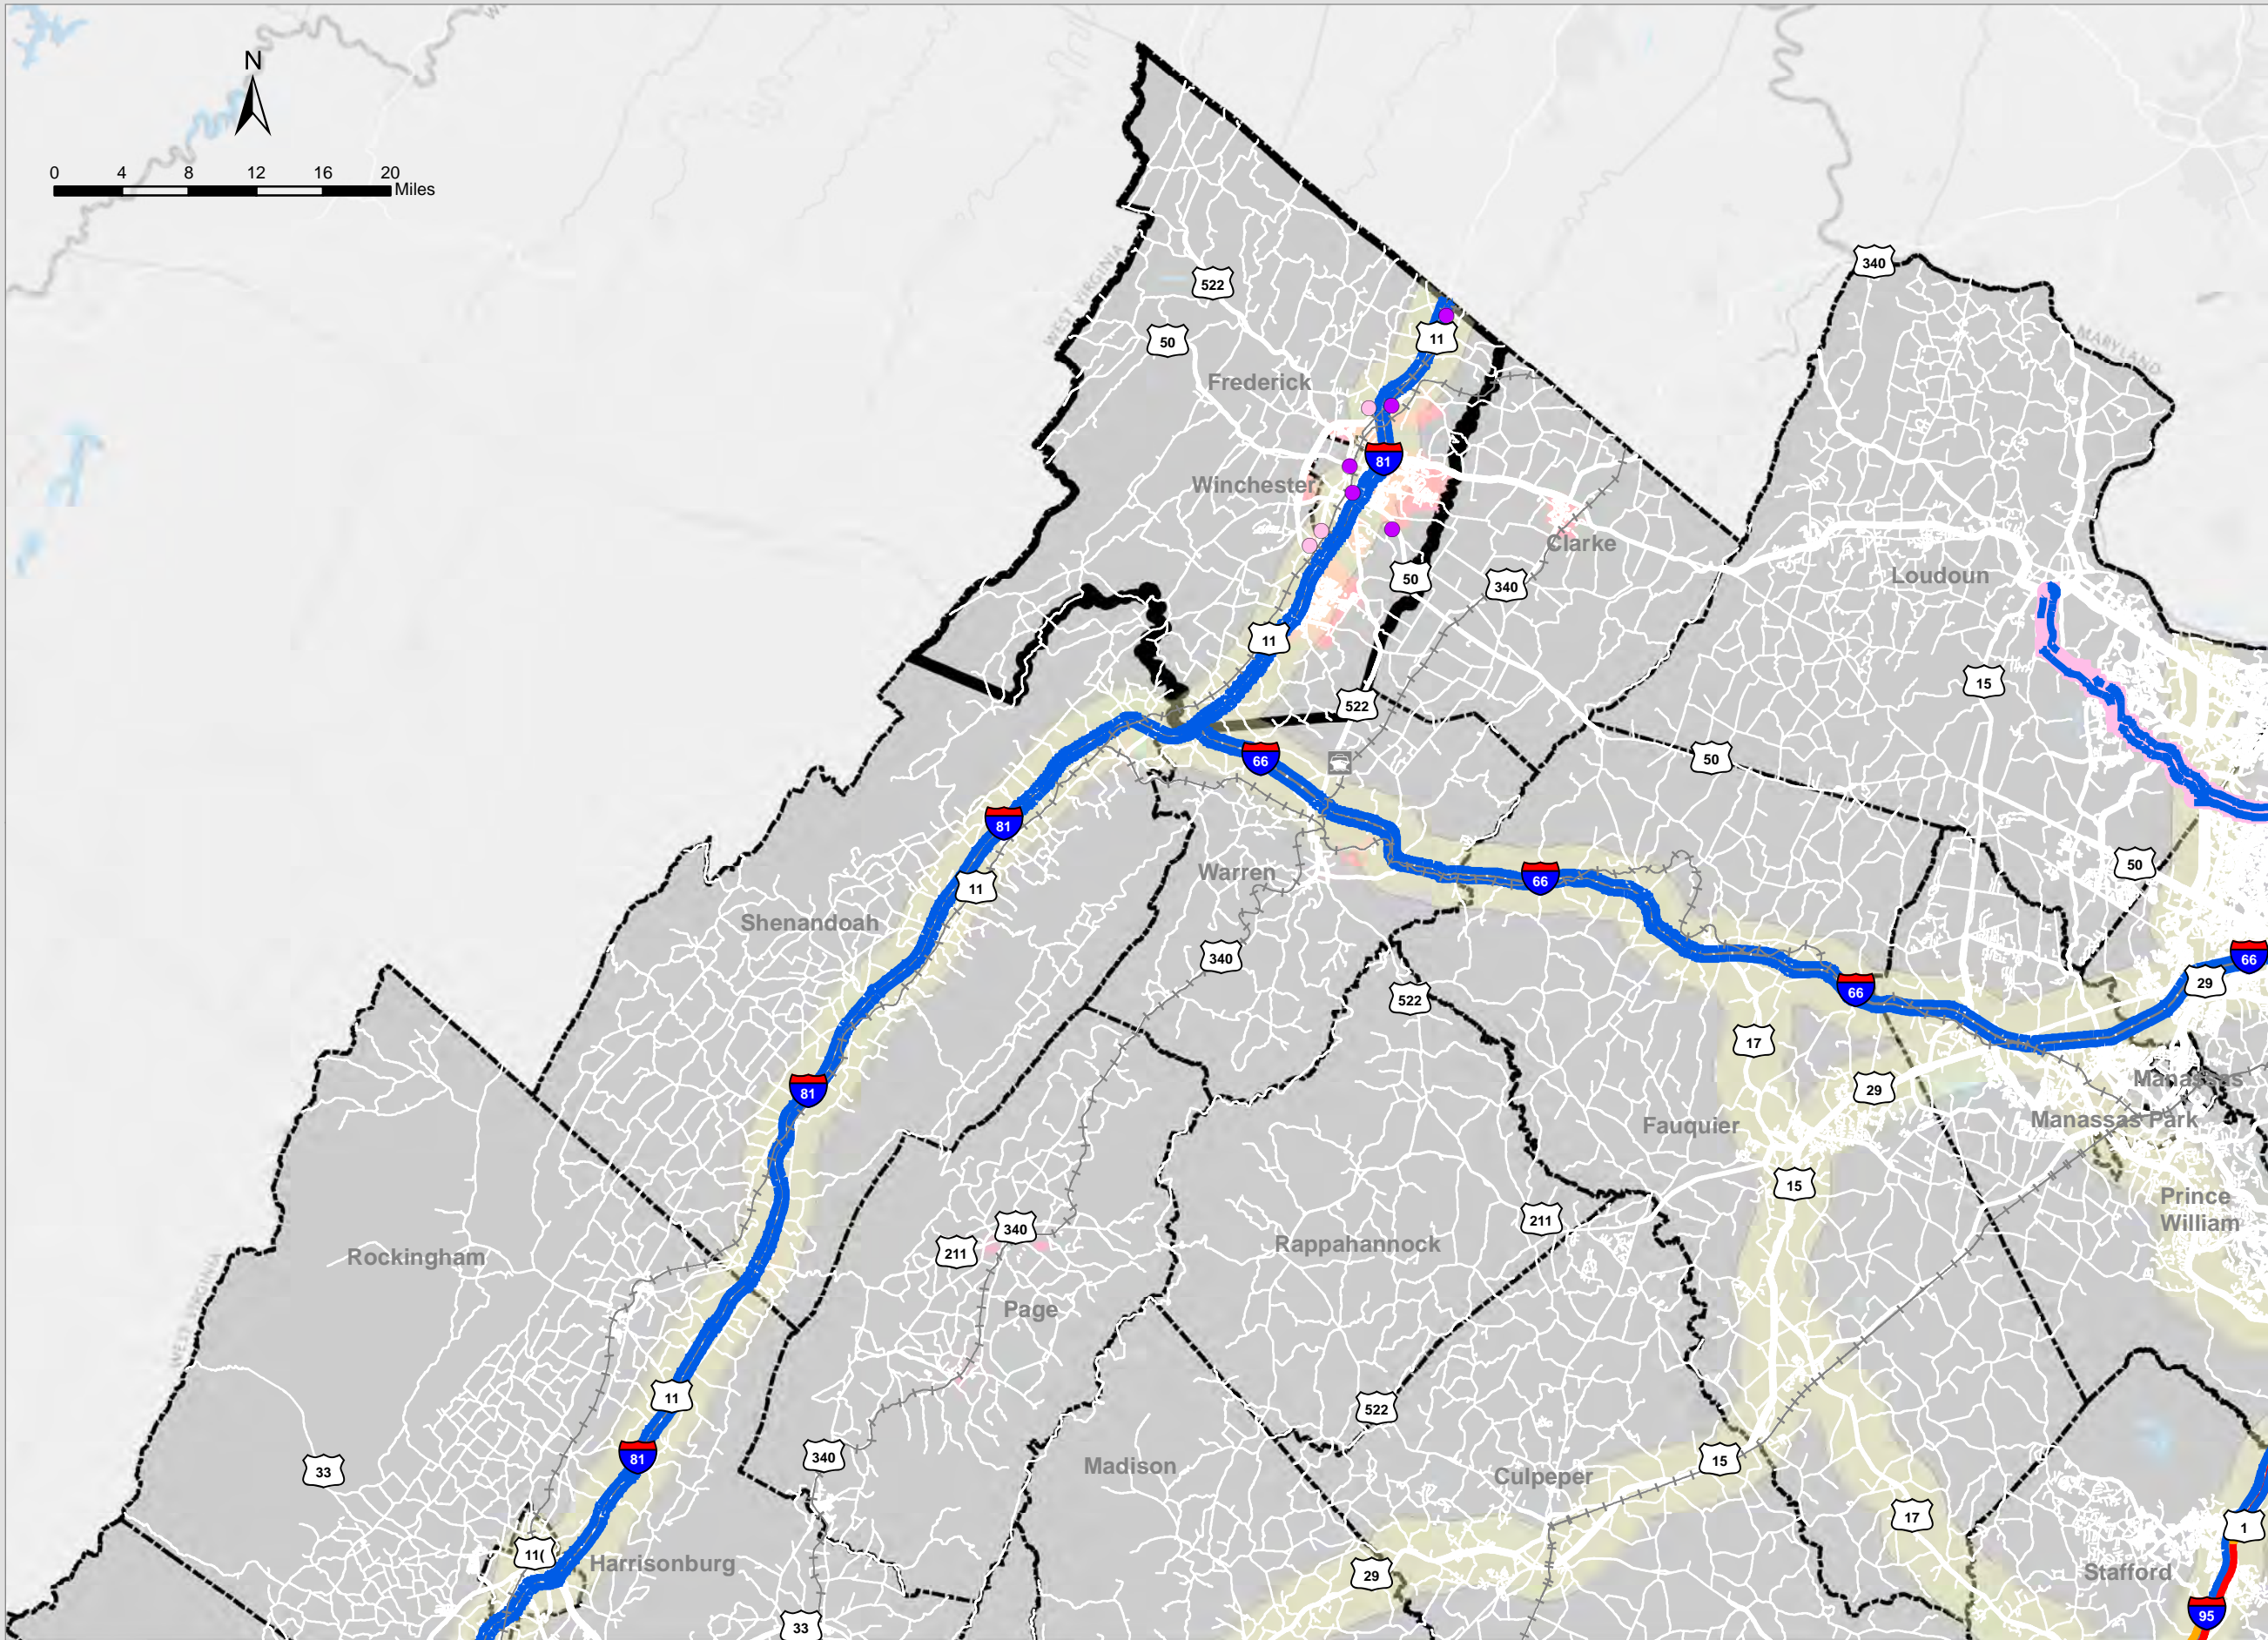 N
0 4 8 12 16 20
Miles
WEST VIRGINIA
MARYLAND
340
522
50
11
Frederick
81
Winchester
Clarke
50
340
Loudoun
11
15
522
66
50
81
11
Warren
66
50
Shenandoah
340
522
66
29
66
17
81
29
Manassas
Manassas Park
Fauquier
15
Prince
William
211
340
211
Rockingham
Rappahannock
Page
WEST VIRGINIA
11
522
81
340
33
Madison
15
Culpeper
17
1
11(
Harrisonburg
29
Stafford
33
95